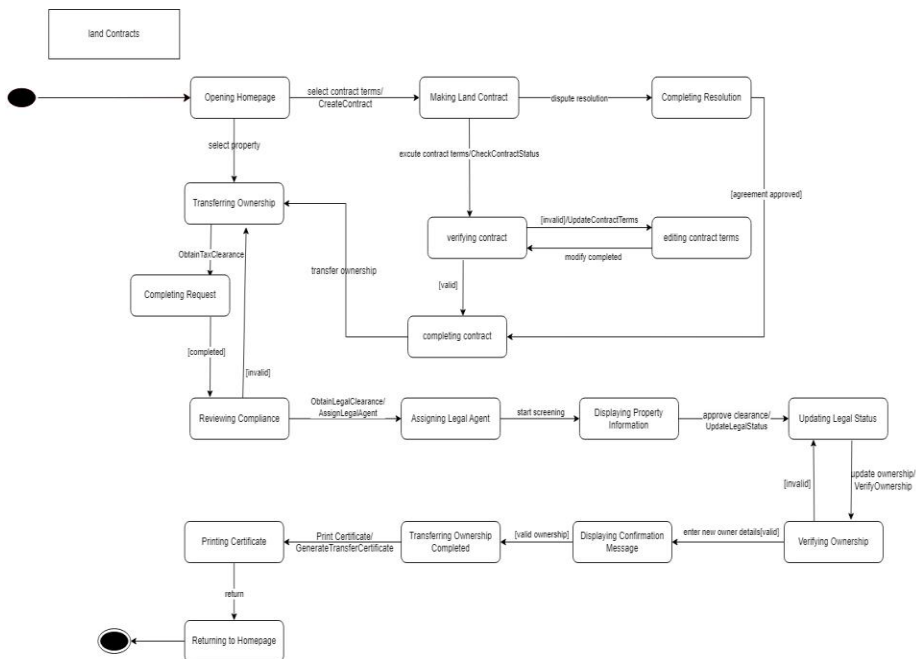 land Contracts
Opening Homepage
select contract terms/
CreateContract
Making Land Contract
dispute resolution
Completing Resolution
select property
excute contract terms/CheckContractStatus
[agreement approved]
Transferring Ownership
[invalid]/UpdateContractTerms
verifying contract
editing contract terms
modify completed
ObtainTaxClearance
transfer ownership
[valid]
Completing Request
completing contract
[completed]
[invalid]
Reviewing Compliance
ObtainLegalClearance/
AssignLegalAgent
Assigning Legal Agent
start screening
Displaying Property
Information
approve clearance/
UpdateLegalStatus
Updating Legal Status
[invalid]
update ownership/
VerifyOwnership
Printing Certificate
Print Certificate/
GenerateTransferCertificate
Transferring Ownership
Completed
[valid ownership]
Displaying Confirmation
Message
enter new owner details[valid]
Verifying Ownership
return
Returning to Homepage